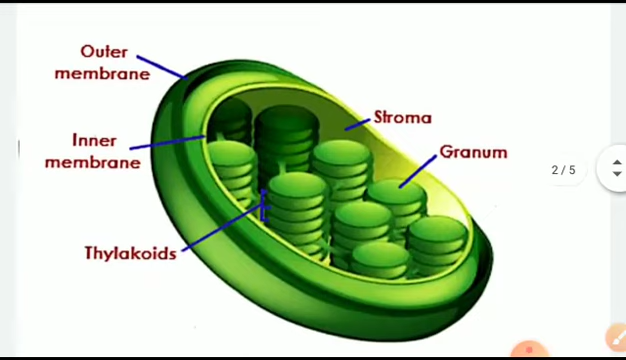 Outer
membrane
Stroma
Inner
membrane
Granum
2 / 5
Thylakoids